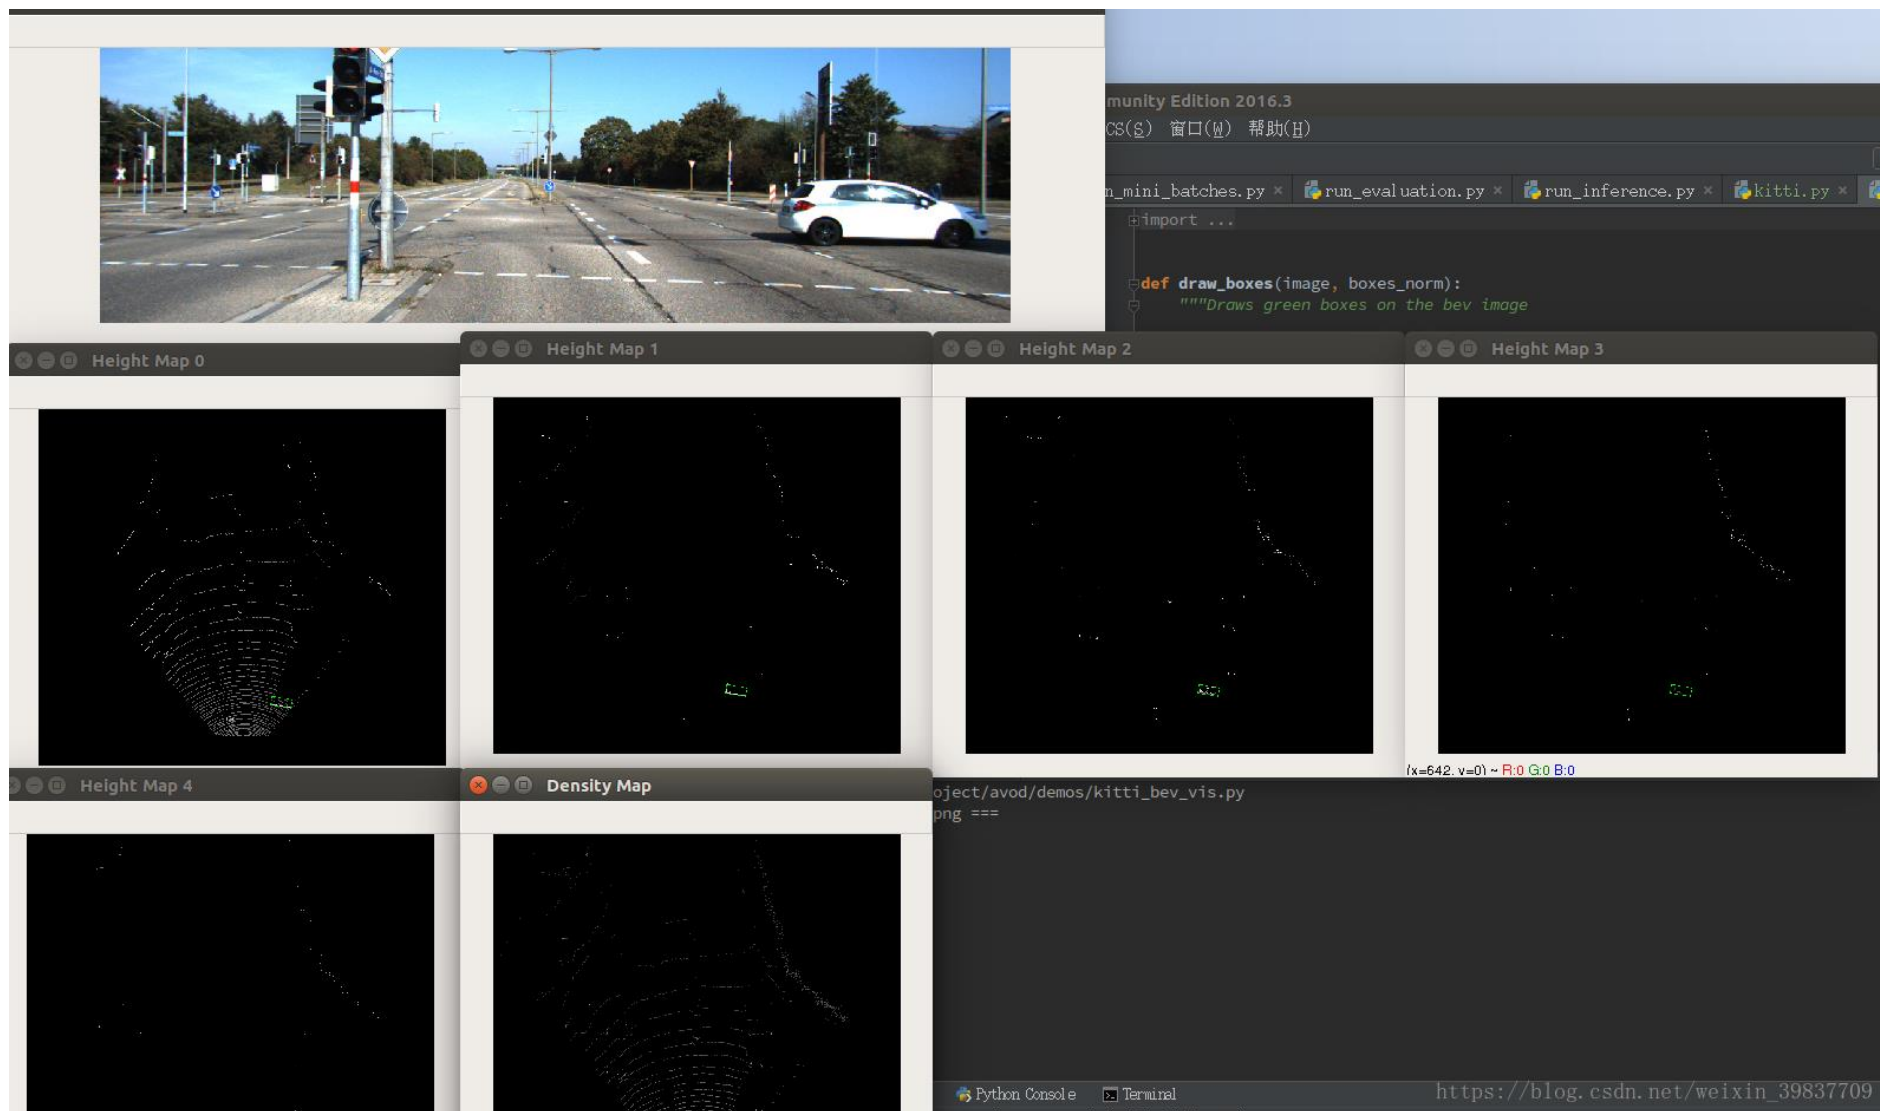 munity Edition 2016.3
CS(S) 窗口(W) 帮助(H)
n_mini_batches.py × run_evaluation.py × run_inference.py × kitti.py ×
import ...
def draw_boxes(image, boxes_norm):
"""Draws green boxes on the bev image
Height Map 0
Height Map 1
Height Map 2
Height Map 3
(x=642, y=0) ~ R:0 G:0 B:0
Height Map 4
Density Map
oject/avod/demos/kitti_bev_vis.py
png ===
Python Console
Terminal
https://blog.csdn.net/weixin_39837709